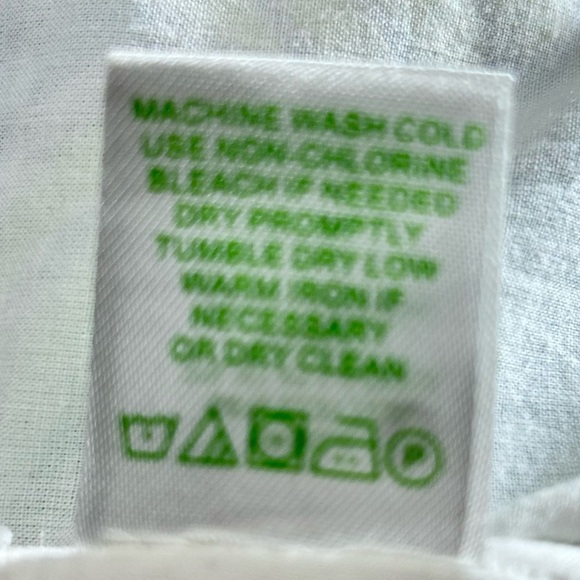 MACHINE WASH COLD
USE NON-CHLORINE
BLEACH IF NEEDED
DRY PROMPTLY
TUMBLE DRY LOW
WARM IRON IF
NECESSARY
OR DRY CLEAN
P